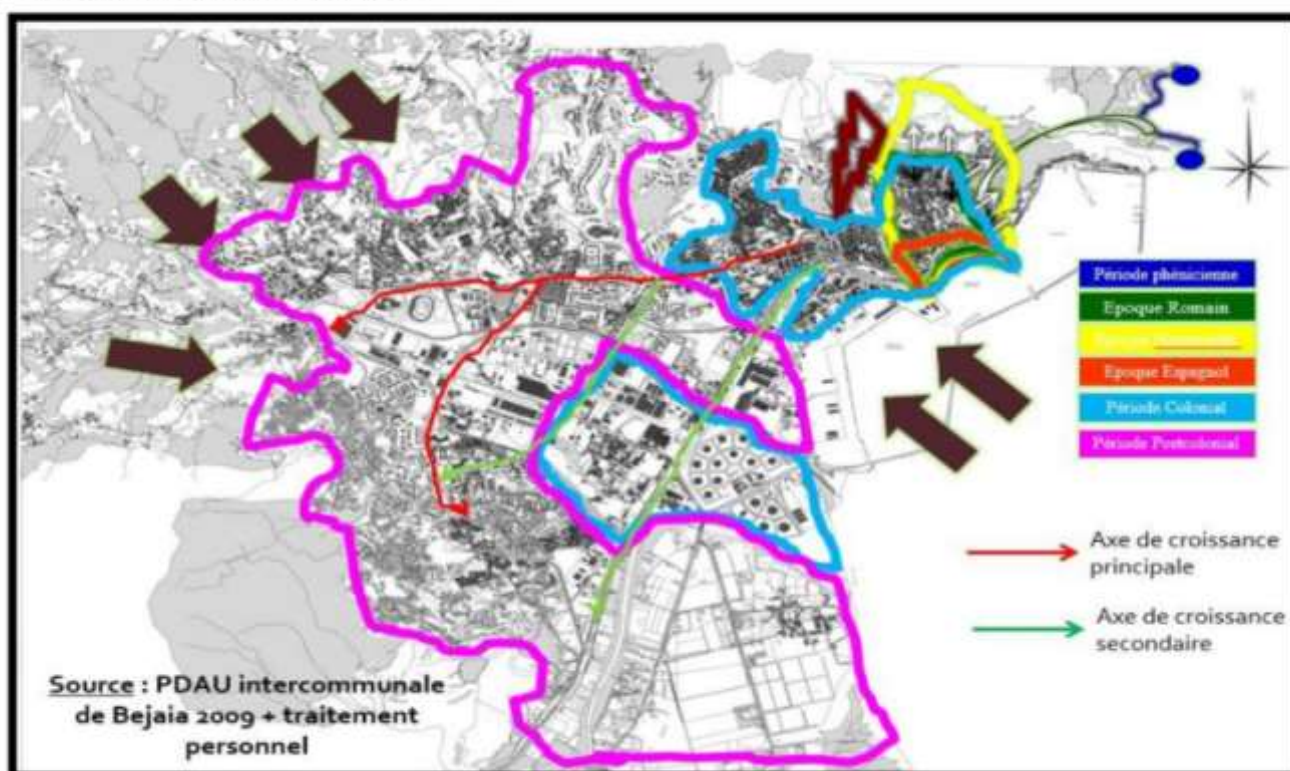 Période phénicienne
Epoque Romain
Epoque Espagnol
Période Colonial
Période Postcolonial
Axe de croissance
principale
Axe de croissance
secondaire
Source : PDAU intercommunale
de Bejaia 2009 + traitement
personnel